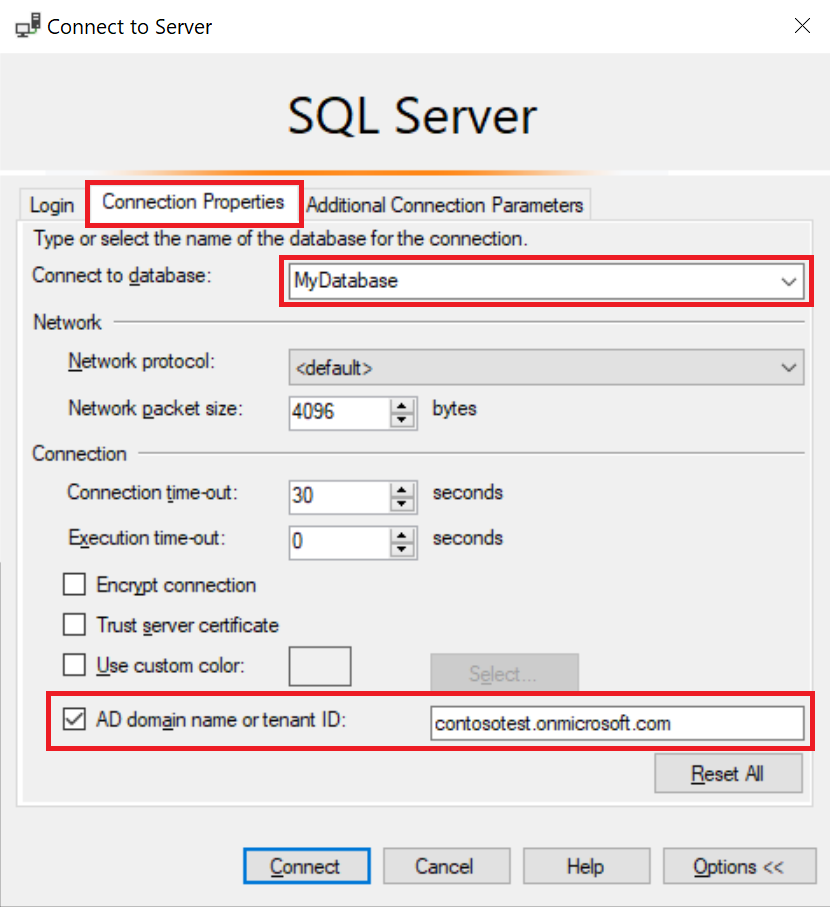 Connect to Server
SQL Server
Login Connection Properties Additional Connection Parameters
Type or select the name of the database for the connection.
Connect to database: MyDatabase
Network
Network protocol: <default>
Network packet size: 4096 bytes
Connection
Connection time-out: 30 seconds
Execution time-out: 0 seconds
Encrypt connection
Trust server certificate
Use custom color: Select...
AD domain name or tenant ID: contosotest.onmicrosoft.com
Reset All
Connect Cancel Help Options <<